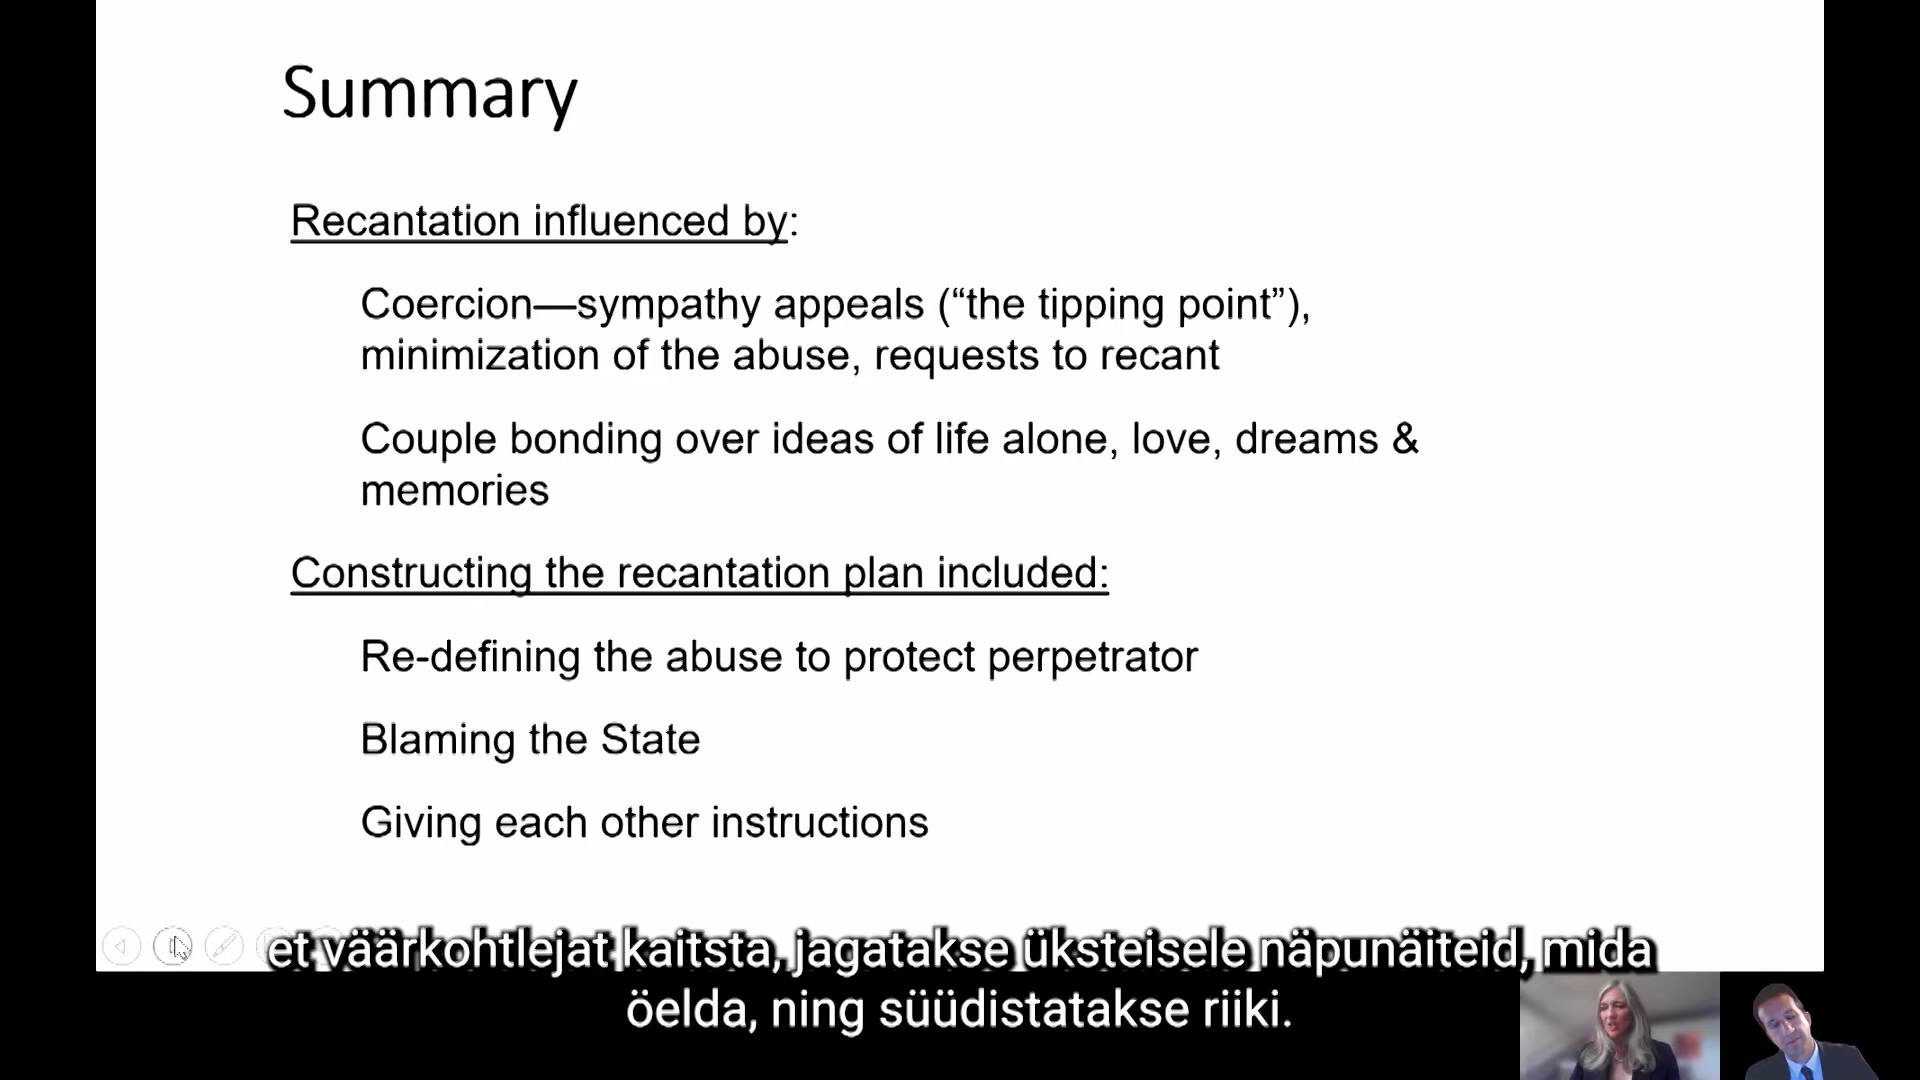 Summary
Recantation influenced by:
Coercion—sympathy appeals (“the tipping point”),
minimization of the abuse, requests to recant
Couple bonding over ideas of life alone, love, dreams &
memories
Constructing the recantation plan included:
Re-defining the abuse to protect perpetrator
Blaming the State
Giving each other instructions
et väärkohtlejat kaitsta, jagatakse üksteisele näpunäiteid, mida
öelda, ning süüdistatakse riiki.